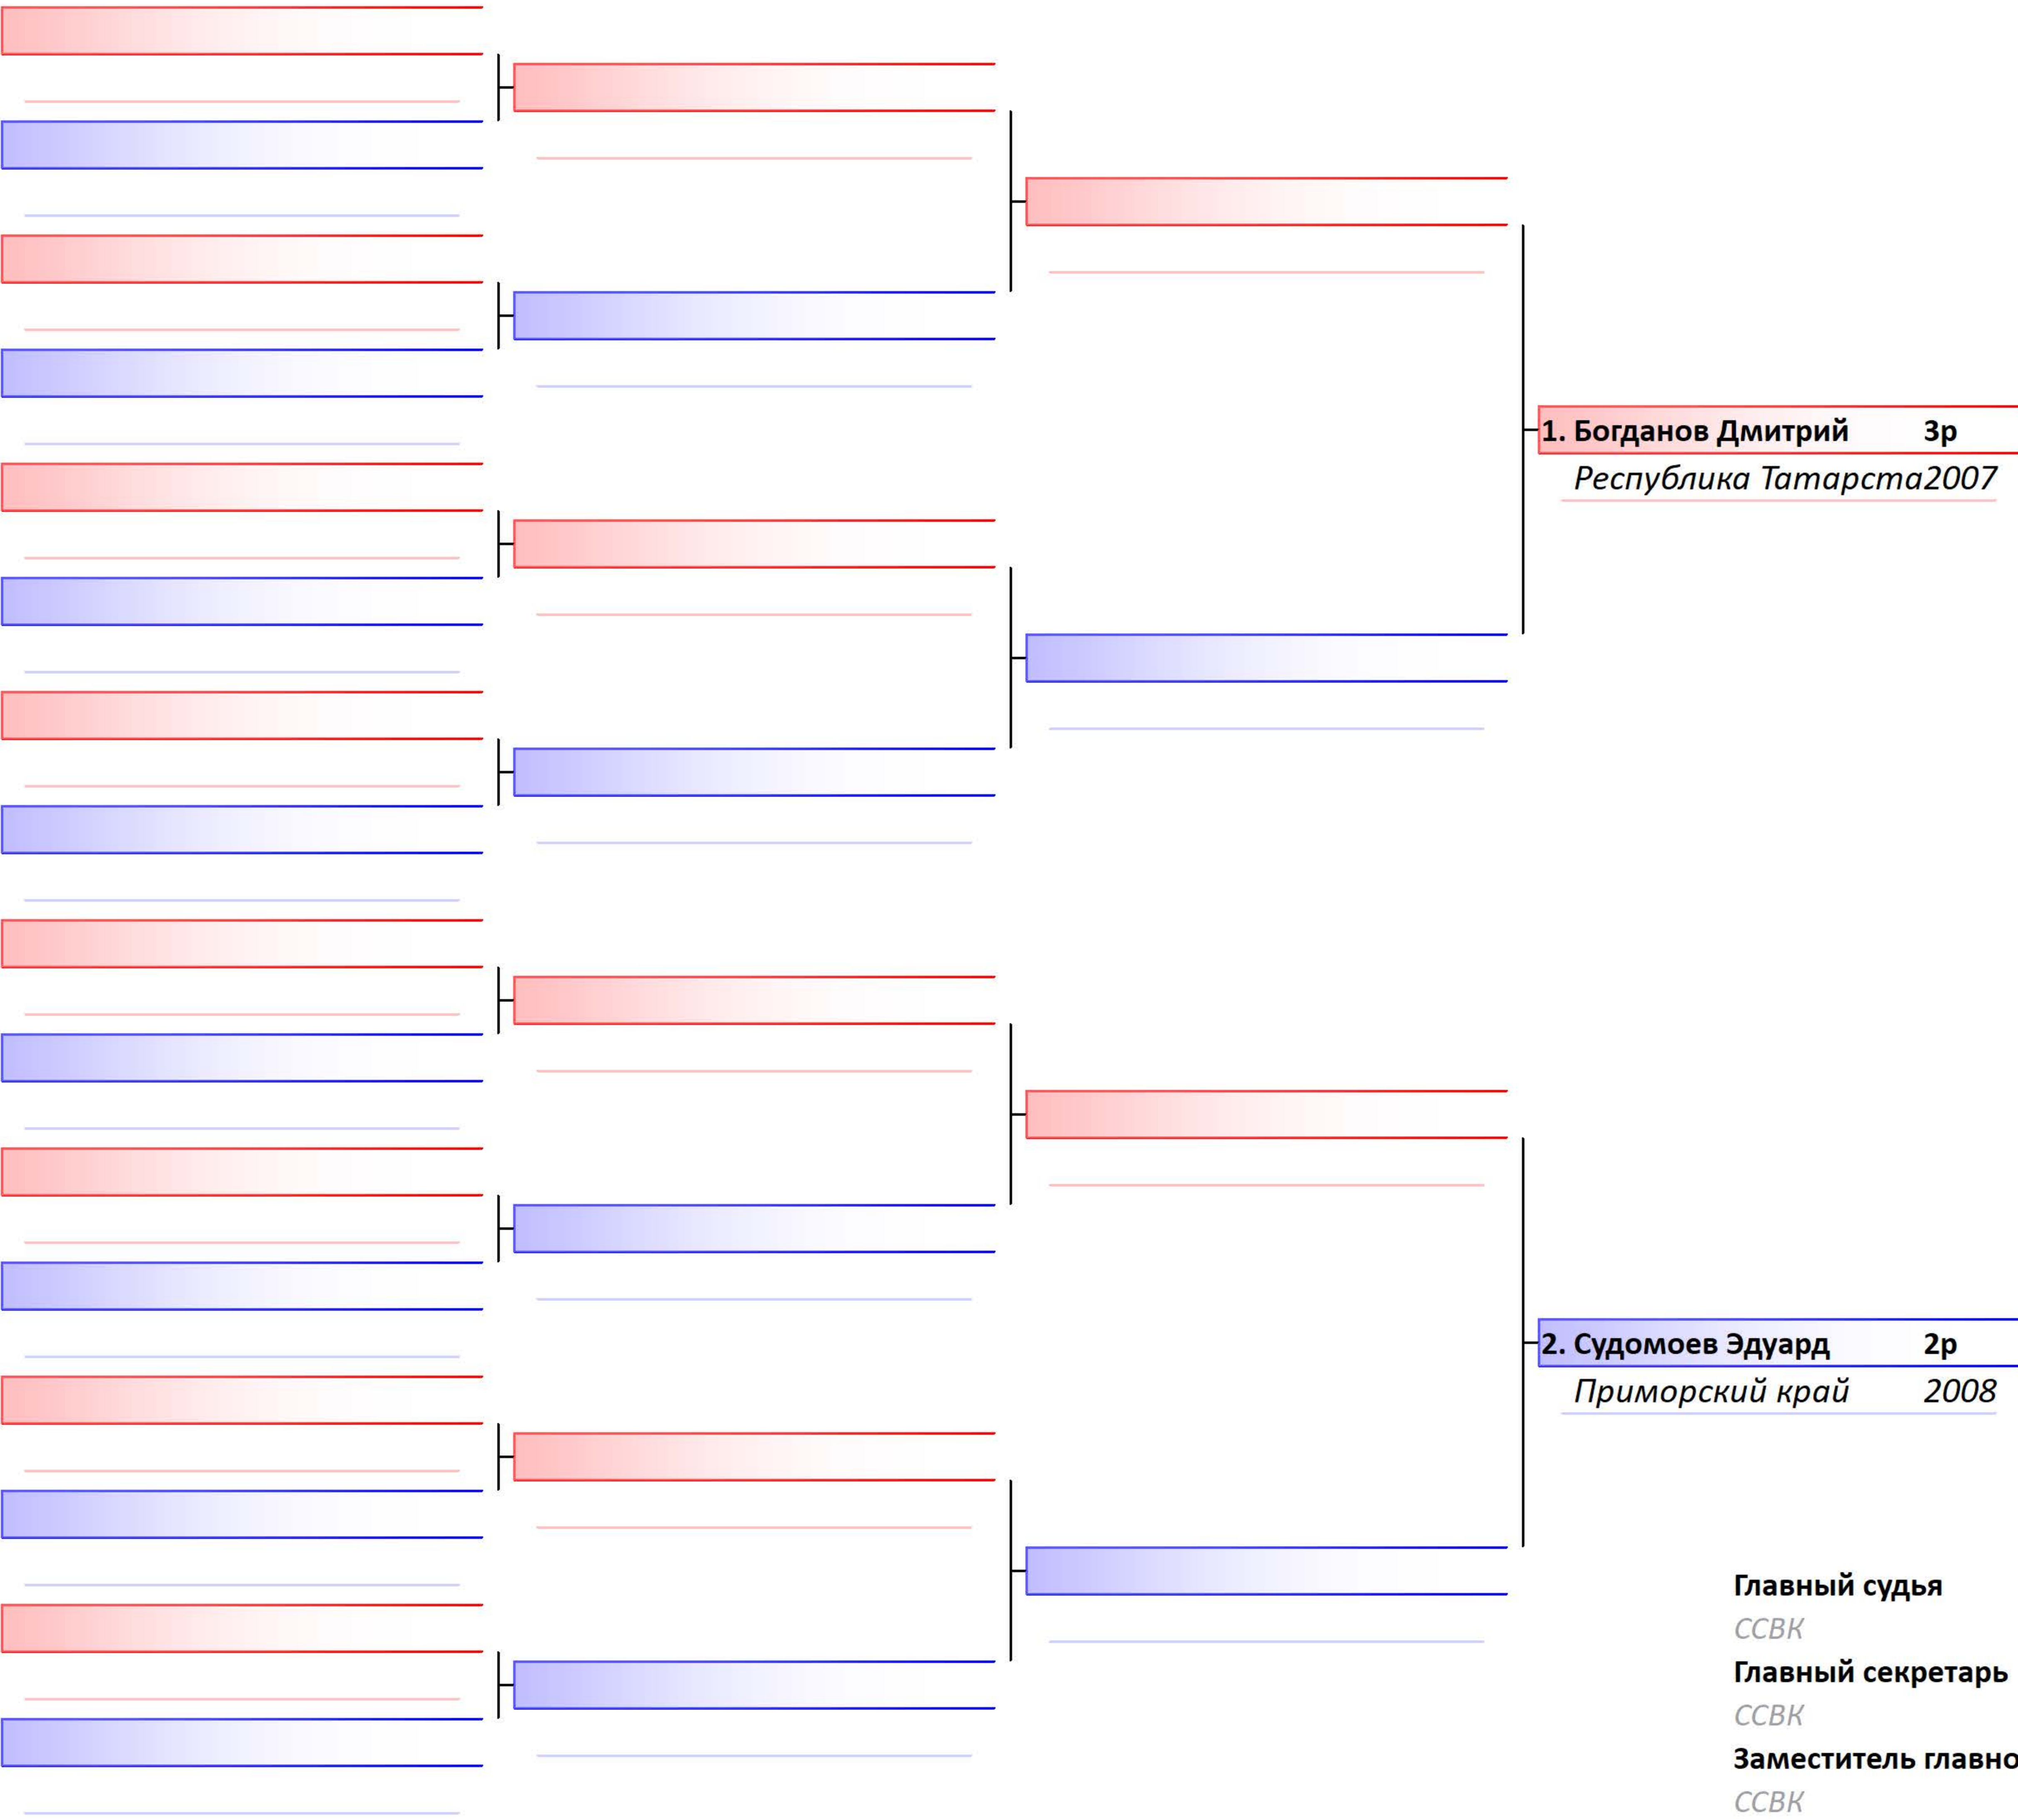 1. Богданов Дмитрий 3р
Республика Татарста2007
2. Судомоев Эдуард 2р
Приморский край 2008
Главный судья
ССВК
Главный секретарь
ССВК
Заместитель главно
ССВК